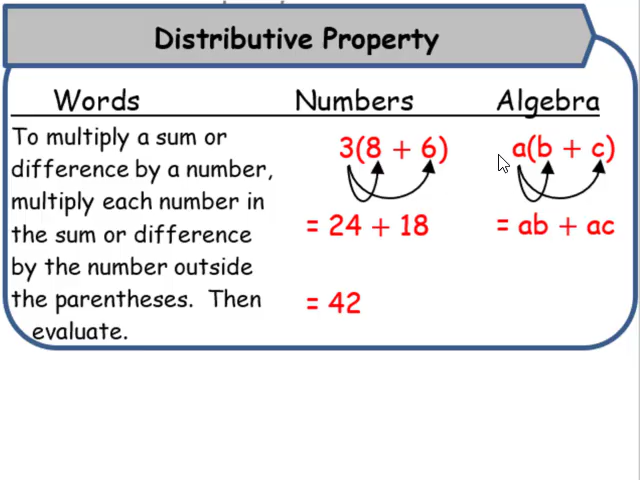 Distributive Property
Words Numbers Algebra
To multiply a sum or
difference by a number,
multiply each number in
the sum or difference
by the number outside
the parentheses. Then
evaluate.
3(8 + 6)
= 24 + 18
= 42
a(b + c)
= ab + ac